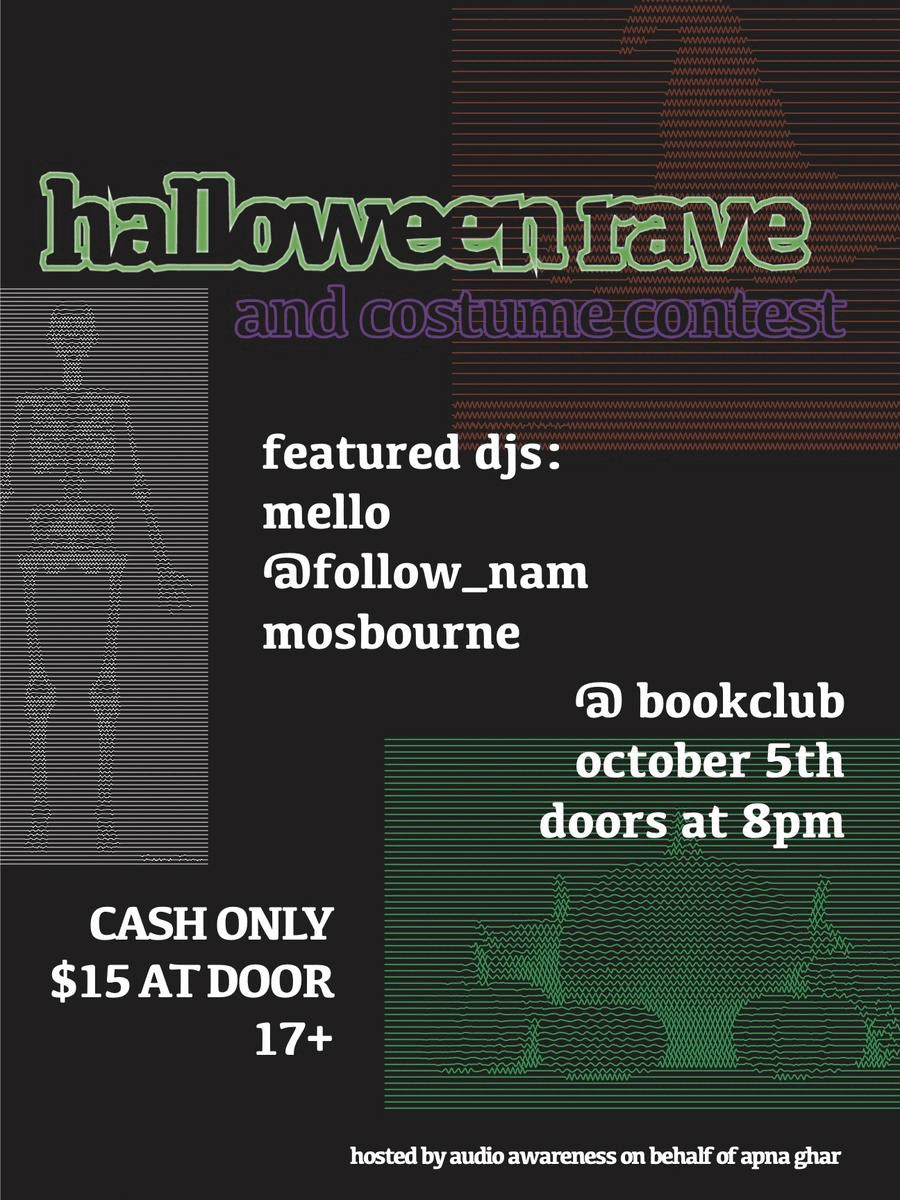 halloween rave
and costume contest
featured djs:
mello
@follow_nam
mosbourne
@ bookclub
october 5th
doors at 8pm
CASH ONLY
$15 AT DOOR
17+
hosted by audio awareness on behalf of apna ghar